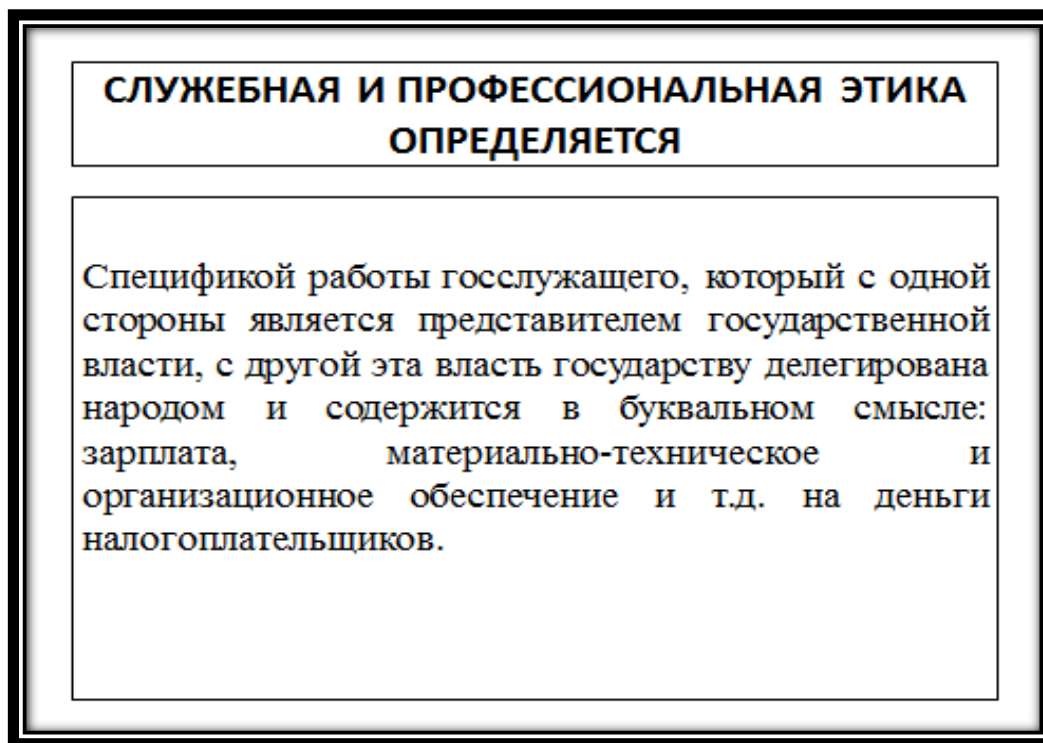 СЛУЖЕБНАЯ И ПРОФЕССИОНАЛЬНАЯ ЭТИКА
ОПРЕДЕЛЯЕТСЯ
Спецификой работы госслужащего, который с одной
стороны является представителем государственной
власти, с другой эта власть государству делегирована
народом и содержится в буквальном смысле:
зарплата, материально-техническое и
организационное обеспечение и т.д. на деньги
налогоплательщиков.